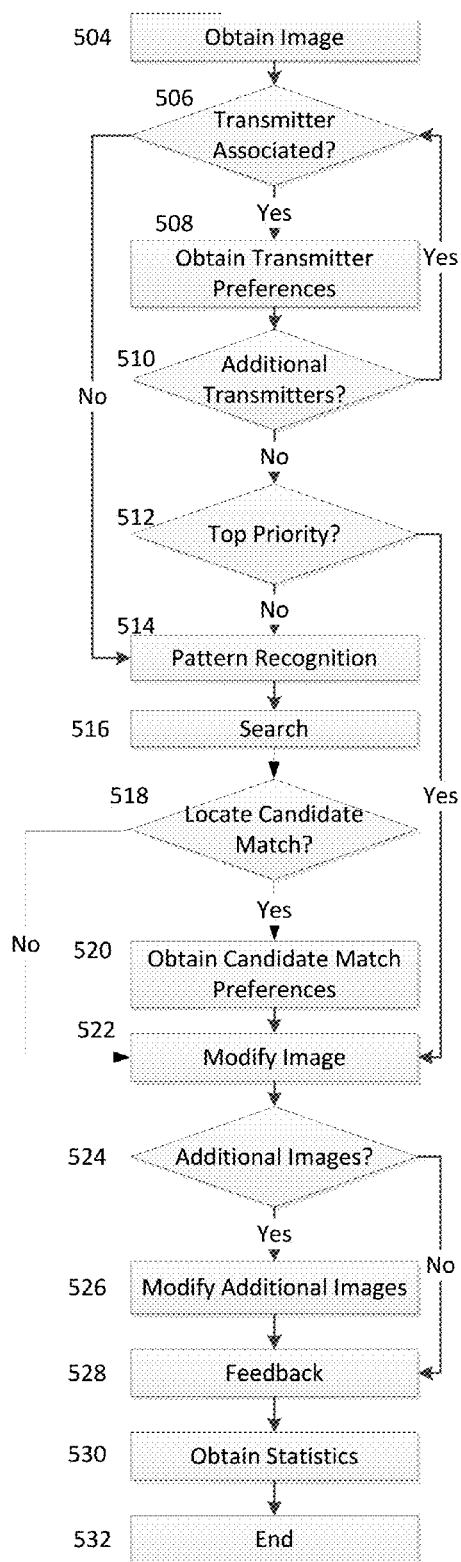 504
Obtain Image
506
Transmitter
Associated?
Yes
508
Obtain Transmitter
Preferences
Yes
510
Additional
Transmitters?
No
No
512
Top Priority?
No
514
Pattern Recognition
516
Search
518
Locate Candidate
Match?
Yes
Yes
No
520
Obtain Candidate Match
Preferences
522
Modify Image
524
Additional Images?
Yes
No
526
Modify Additional Images
528
Feedback
530
Obtain Statistics
532
End